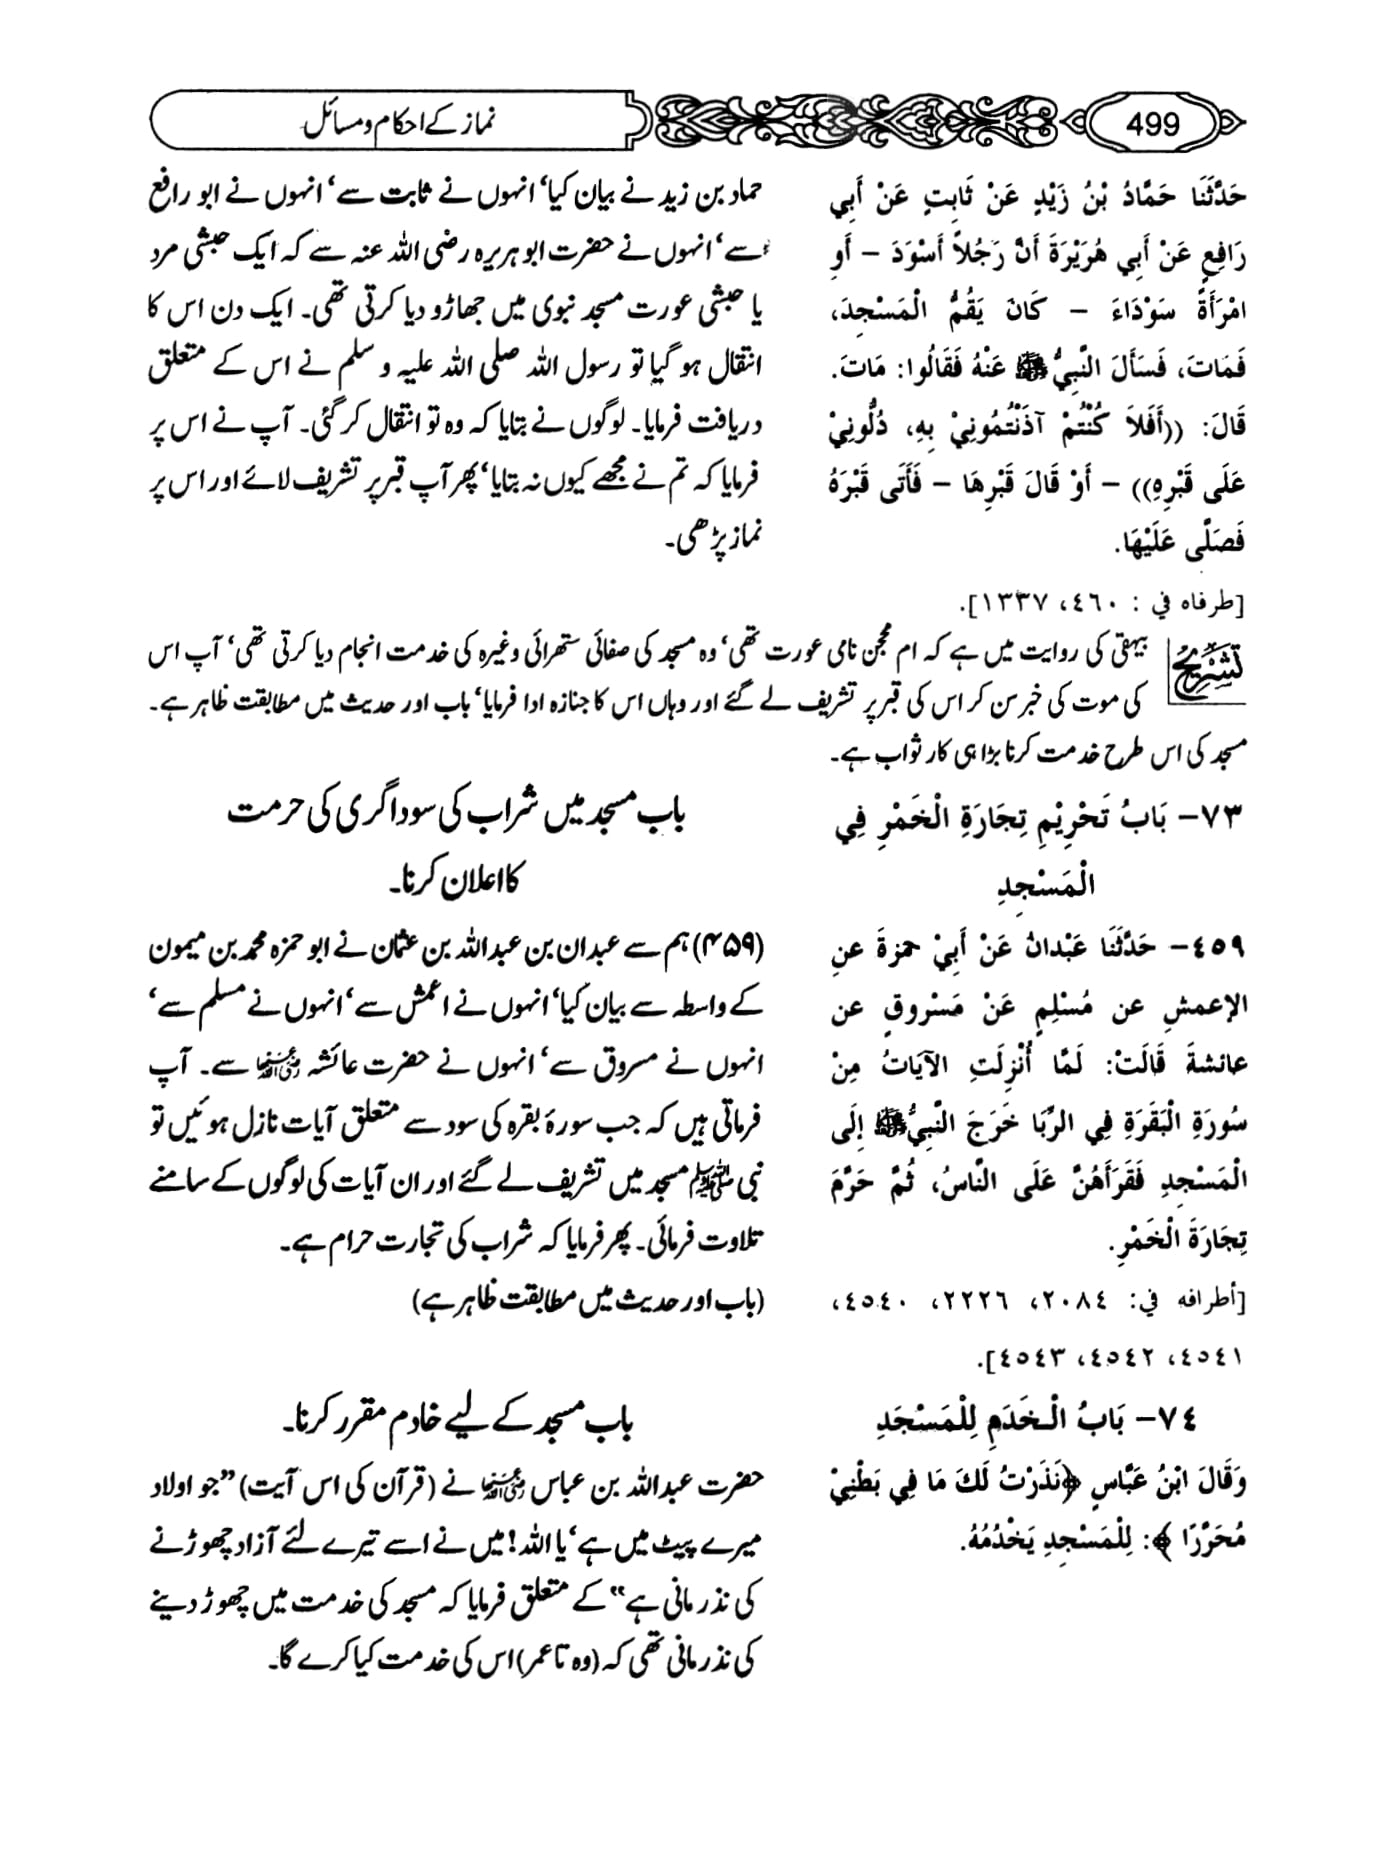 499
نماز کے احکام و مسائل
حَدَّثَنَا حَمَّادُ بْنُ زَيْدٍ عَنْ ثَابِتٍ عَنْ أَبِي
رَافِعٍ عَنْ أَبِي هُرَيْرَةَ أَنَّ رَجُلاً أَسْوَدَ – أَوِ
امْرَأَةً سَوْدَاءَ – كَانَ يَقُمُّ الْمَسْجِدَ،
فَمَاتَ، فَسَأَلَ النَّبِيُّ ﷺ عَنْهُ فَقَالُوا: مَاتَ.
قَالَ: ((أَفَلاَ كُنْتُمْ آذَنْتُمُونِيْ بِهِ، دُلُّونِيْ
عَلَى قَبْرِهِ)) – أَوْ قَالَ قَبْرِهَا – فَأَتَى قَبْرَهُ
فَصَلَّى عَلَيْهَا.
[طرفاه في : ٤٦٠، ١٣٣٧].
حماد بن زید نے بیان کیا‘ انہوں نے ثابت سے‘ انہوں نے ابو رافع
سے‘ انہوں نے حضرت ابو ہریرہ رضی اللہ عنہ سے کہ ایک حبشی مرد
یا حبشی عورت مسجد نبوی میں جھاڑو دیا کرتی تھی۔ ایک دن اس کا
انتقال ہو گیا تو رسول اللہ صلی اللہ علیہ و سلم نے اس کے متعلق
دریافت فرمایا۔ لوگوں نے بتایا کہ وہ تو انتقال کر گئی۔ آپ نے اس پر
فرمایا کہ تم نے مجھے کیوں نہ بتایا‘ پھر آپ قبر پر تشریف لائے اور اس پر
نماز پڑھی۔
تشریح
بیہقی کی روایت میں ہے کہ ام محجن نامی عورت تھی‘ وہ مسجد کی صفائی ستھرائی وغیرہ کی خدمت انجام دیا کرتی تھی‘ آپ اس
کی موت کی خبر سن کر اس کی قبر پر تشریف لے گئے اور وہاں اس کا جنازہ ادا فرمایا‘ باب اور حدیث میں مطابقت ظاہر ہے۔
مسجد کی اس طرح خدمت کرنا بڑا ہی کار ثواب ہے۔
٧٣– بَابُ تَحْرِيْمِ تِجَارَةِ الْخَمْرِ فِي
الْمَسْجِدِ
باب مسجد میں شراب کی سوداگری کی حرمت
کا اعلان کرنا۔
٤٥٩– حَدَّثَنَا عَبْدانُ عَنْ أَبِيْ حمزةَ عنِ
الإعمشِ عن مُسْلِمٍ عَنْ مَسْروقٍ عن
عائشةَ قَالَتْ: لَمَّا أُنْزِلَتِ الآيَاتُ مِنْ
سُورَةِ الْبَقَرَةِ فِي الرِّبَا خَرَجَ النَّبِيُّ ﷺ إِلَى
الْمَسْجِدِ فَقَرَأَهُنَّ عَلَى النَّاسُ، ثُمَّ حَرَّمَ
تِجَارَةَ الْخَمْرِ.
[أطرافه في: ٢٠٨٤، ٢٢٢٦، ٤٥٤٠،
٤٥٤١، ٤٥٤٢، ٤٥٤٣].
(۴۵۹) ہم سے عبدان بن عبداللہ بن عثمان نے ابو حمزہ محمد بن میمون
کے واسطہ سے بیان کیا‘ انہوں نے اعمش سے‘ انہوں نے مسلم سے‘
انہوں نے مسروق سے‘ انہوں نے حضرت عائشہ رضی اللہ عنہا سے۔ آپ
فرماتی ہیں کہ جب سورۂ بقرہ کی سود سے متعلق آیات نازل ہوئیں تو
نبی ﷺ مسجد میں تشریف لے گئے اور ان آیات کی لوگوں کے سامنے
تلاوت فرمائی۔ پھر فرمایا کہ شراب کی تجارت حرام ہے۔
(باب اور حدیث میں مطابقت ظاہر ہے)
٧٤– بَابُ الْخَدَمِ لِلْمَسْجَدِ
وَقَالَ ابْنُ عَبَّاسٍ ﴿نَذَرْتُ لَكَ مَا فِي بَطْنِيْ
مُحَرَّرًا﴾: لِلْمَسْجِدِ يَخْدُمُهُ.
باب مسجد کے لیے خادم مقرر کرنا۔
حضرت عبداللہ بن عباس رضی اللہ عنہما نے (قرآن کی اس آیت) ”جو اولاد
میرے پیٹ میں ہے‘ یا اللہ! میں نے اسے تیرے لئے آزاد چھوڑنے
کی نذر مانی ہے“ کے متعلق فرمایا کہ مسجد کی خدمت میں چھوڑ دینے
کی نذر مانی تھی کہ (وہ تا عمر) اس کی خدمت کیا کرے گا۔